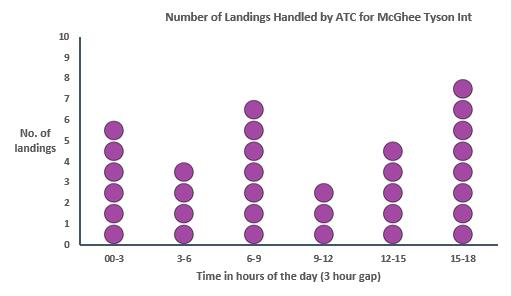 Number of Landings Handled by ATC for McGhee Tyson Int
10
9
8
7
6
5
4
3
2
1
0
No. of
landings
00-3 3-6 6-9 9-12 12-15 15-18
Time in hours of the day (3 hour gap)